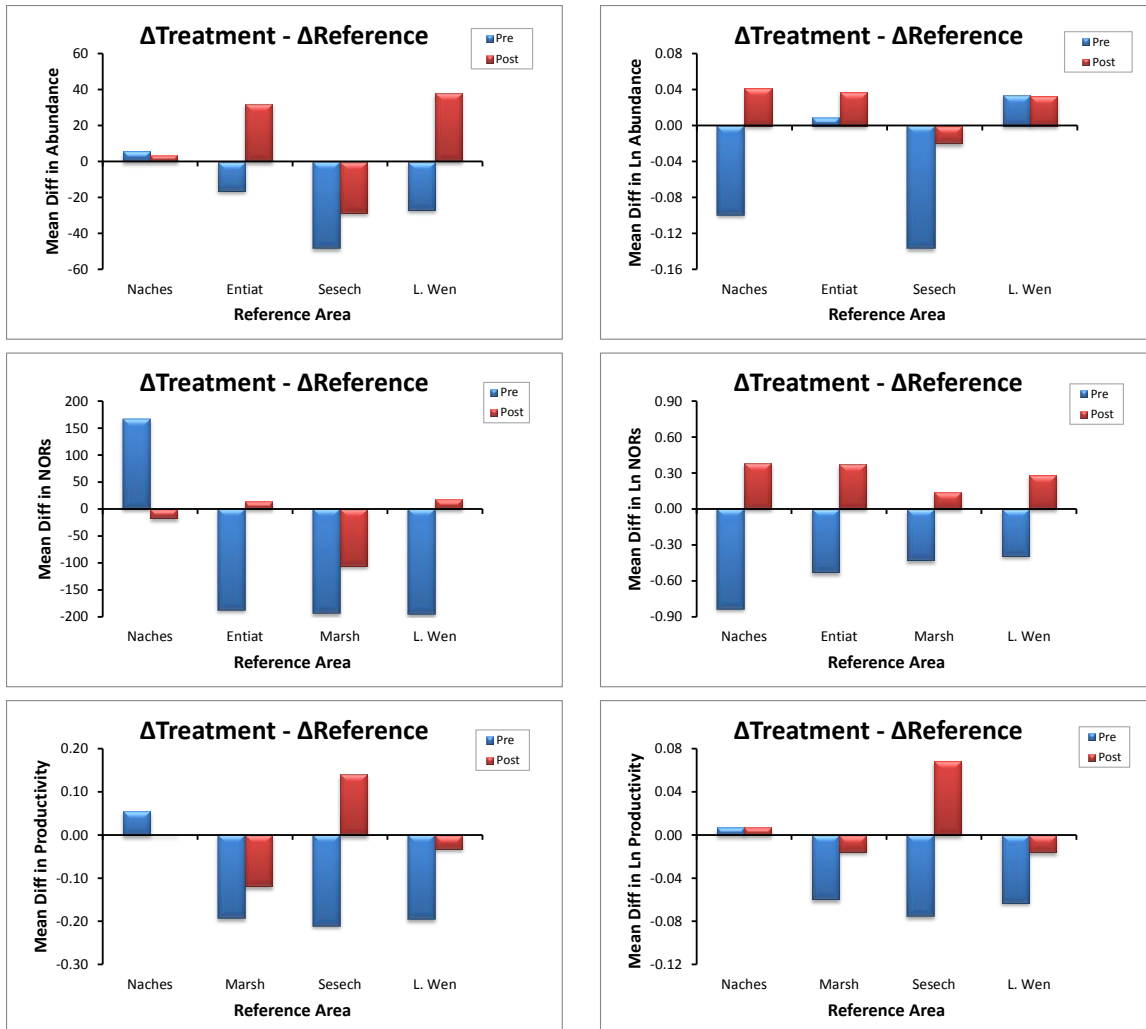 ΔTreatment - ΔReference
Pre
Post
Mean Diff in Abundance
60
40
20
0
-20
-40
-60
Naches Entiat Sesech L. Wen
Reference Area
ΔTreatment - ΔReference
Pre
Post
Mean Diff in Ln Abundance
0.08
0.04
0.00
-0.04
-0.08
-0.12
-0.16
Naches Entiat Sesech L. Wen
Reference Area
ΔTreatment - ΔReference
Pre
Post
Mean Diff in NORs
200
150
100
50
0
-50
-100
-150
-200
Naches Entiat Marsh L. Wen
Reference Area
ΔTreatment - ΔReference
Pre
Post
Mean Diff in Ln NORs
0.90
0.60
0.30
0.00
-0.30
-0.60
-0.90
Naches Entiat Marsh L. Wen
Reference Area
ΔTreatment - ΔReference
Pre
Post
Mean Diff in Productivity
0.20
0.10
0.00
-0.10
-0.20
-0.30
Naches Marsh Sesech L. Wen
Reference Area
ΔTreatment - ΔReference
Pre
Post
Mean Diff in Ln Productivity
0.08
0.04
0.00
-0.04
-0.08
-0.12
Naches Marsh Sesech L. Wen
Reference Area